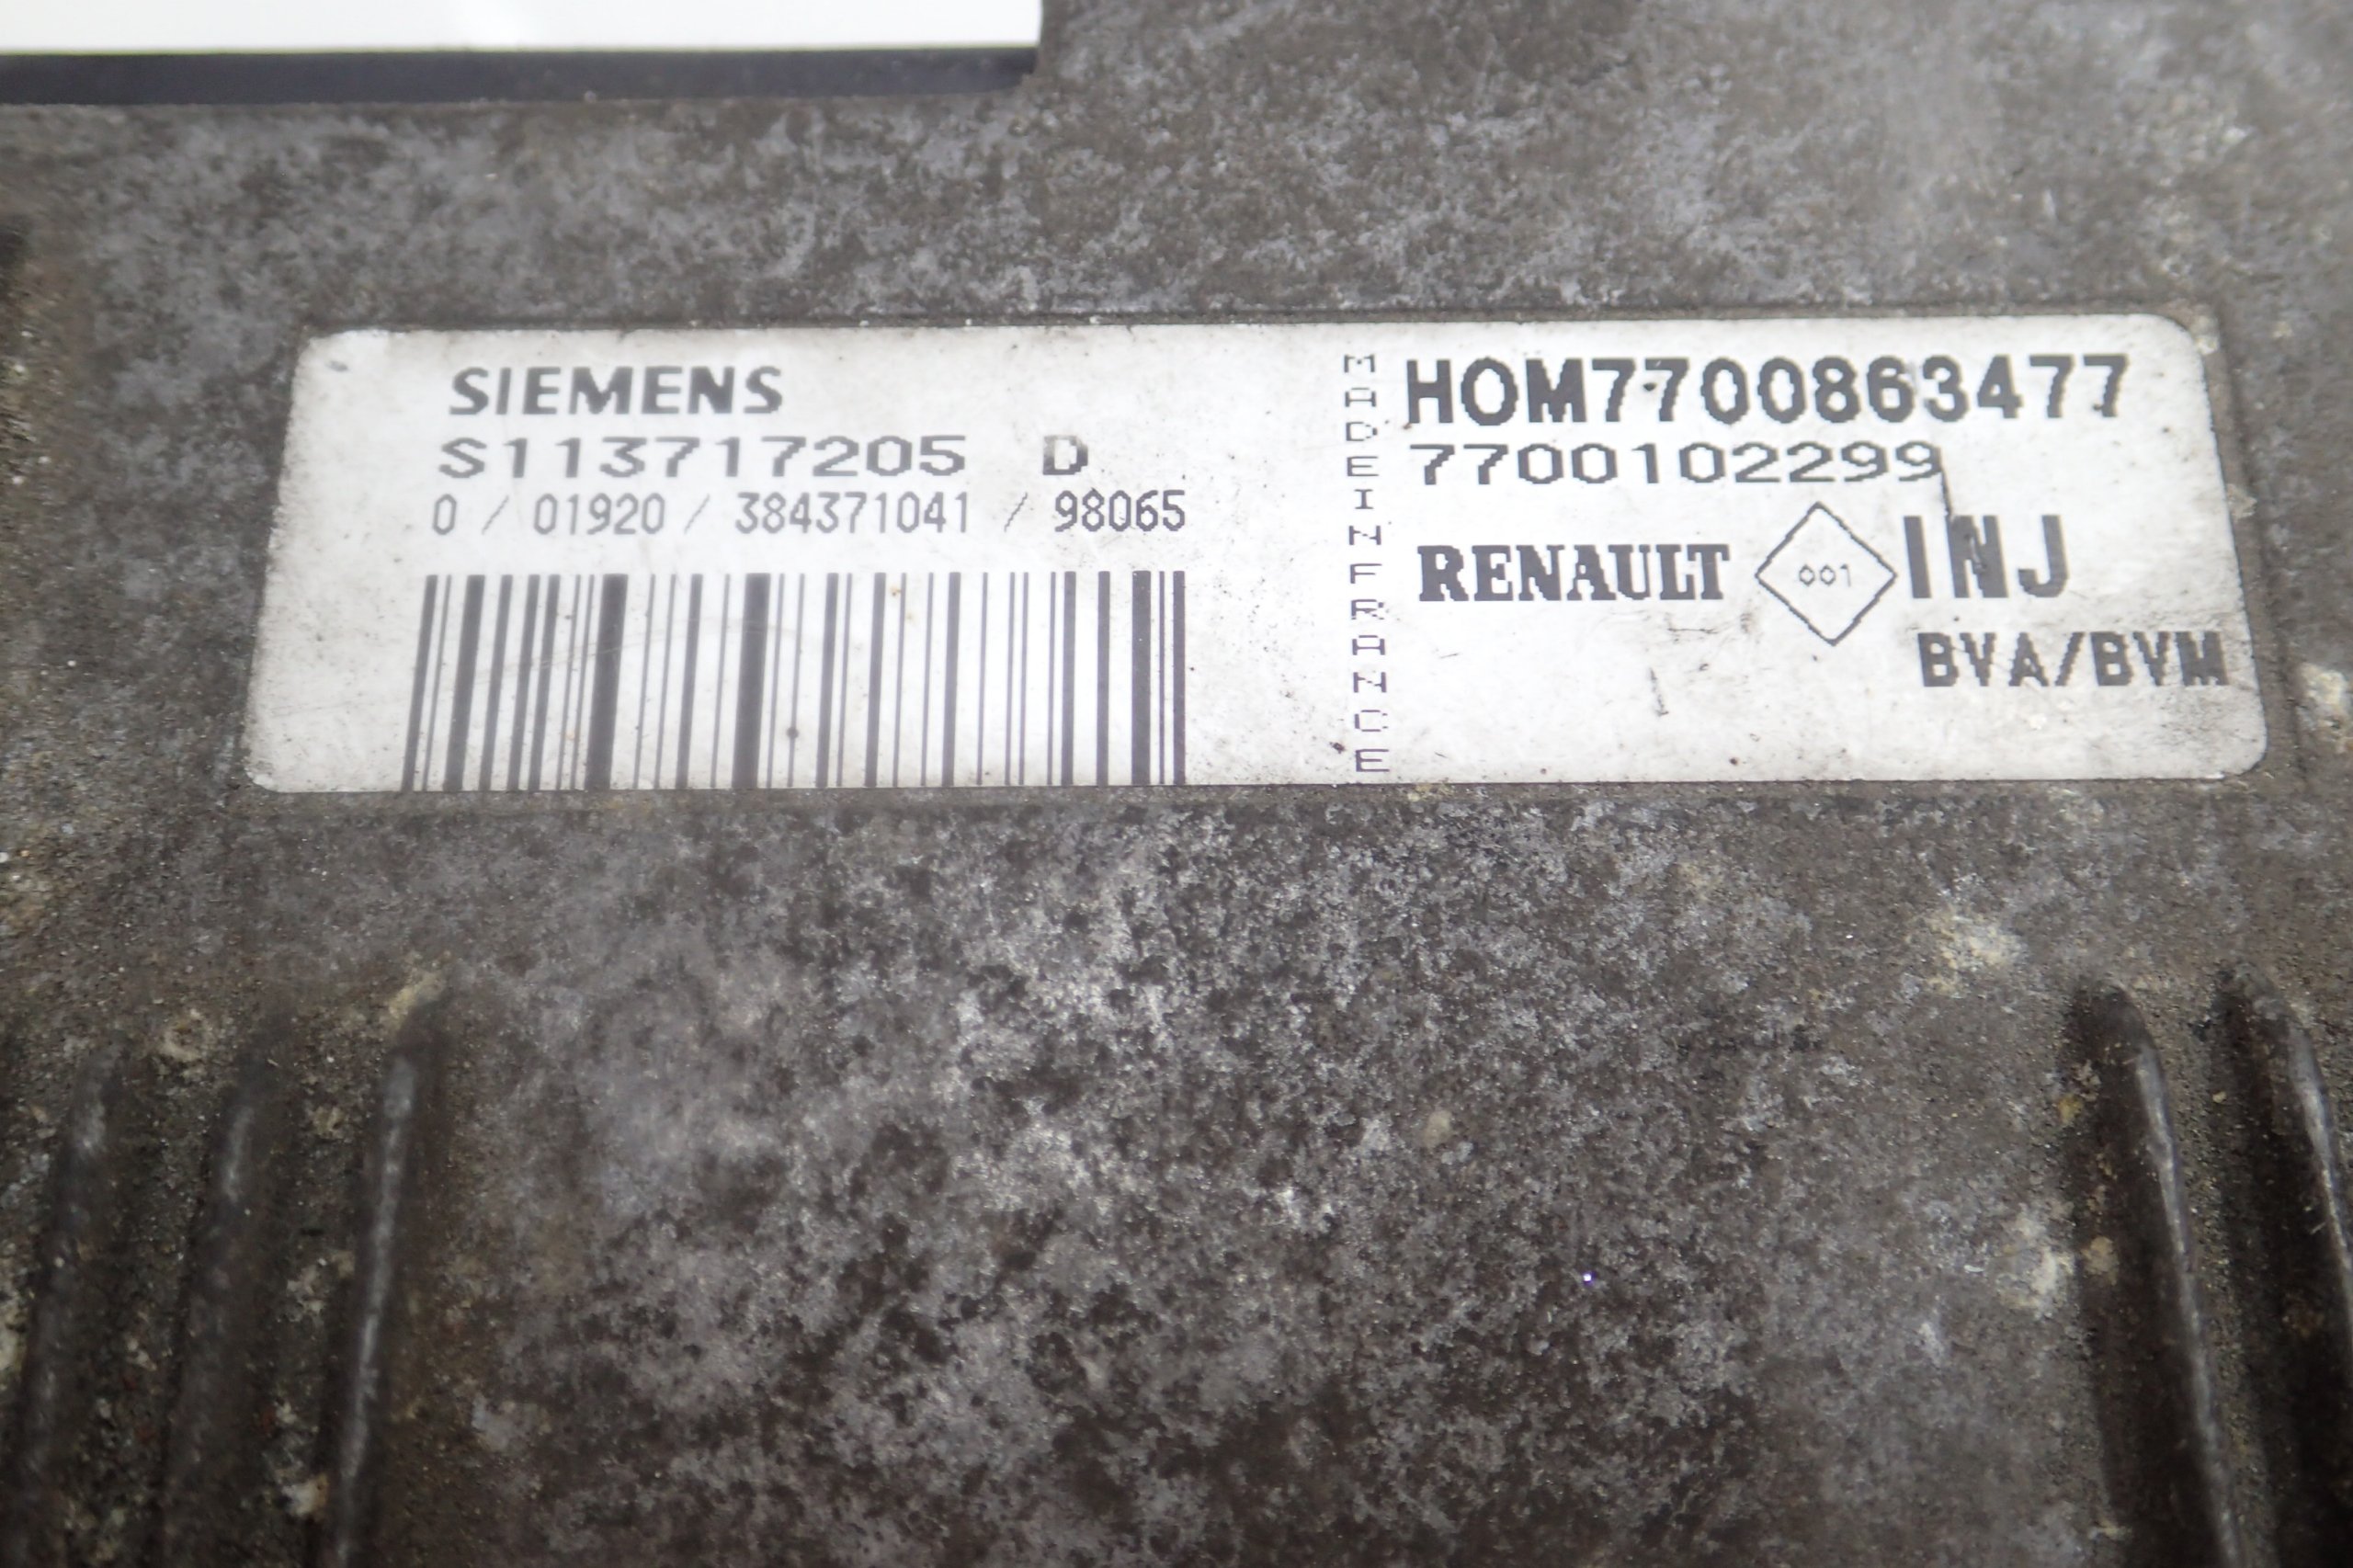 SIEMENS
S113717205 D
0 / 01920 / 384371041 / 98065
MADE IN FRANCE
HOM7700863477
7700102299
RENAULT 001 INJ
BVA/BVM